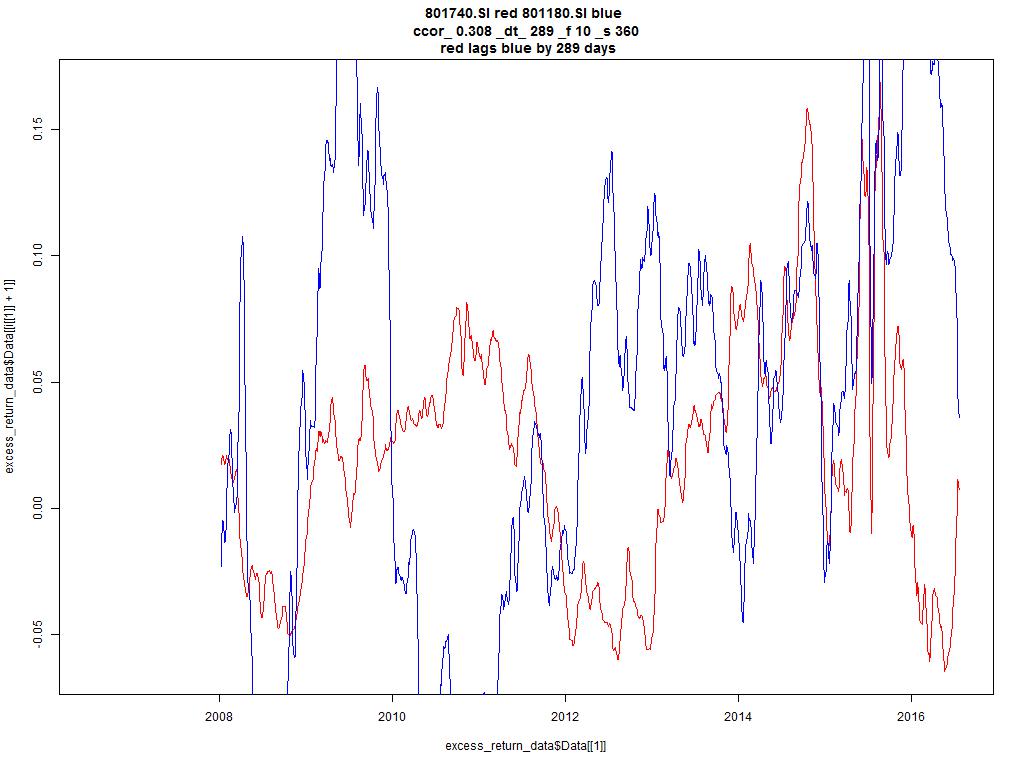 801740.SI red 801180.SI blue
ccor_ 0.308 _dt_ 289 _f 10 _s 360
red lags blue by 289 days
excess_return_data$Data[[i[[1]] + 1]]
0.15
0.10
0.05
0.00
-0.05
2008 2010 2012 2014 2016
excess_return_data$Data[[1]]